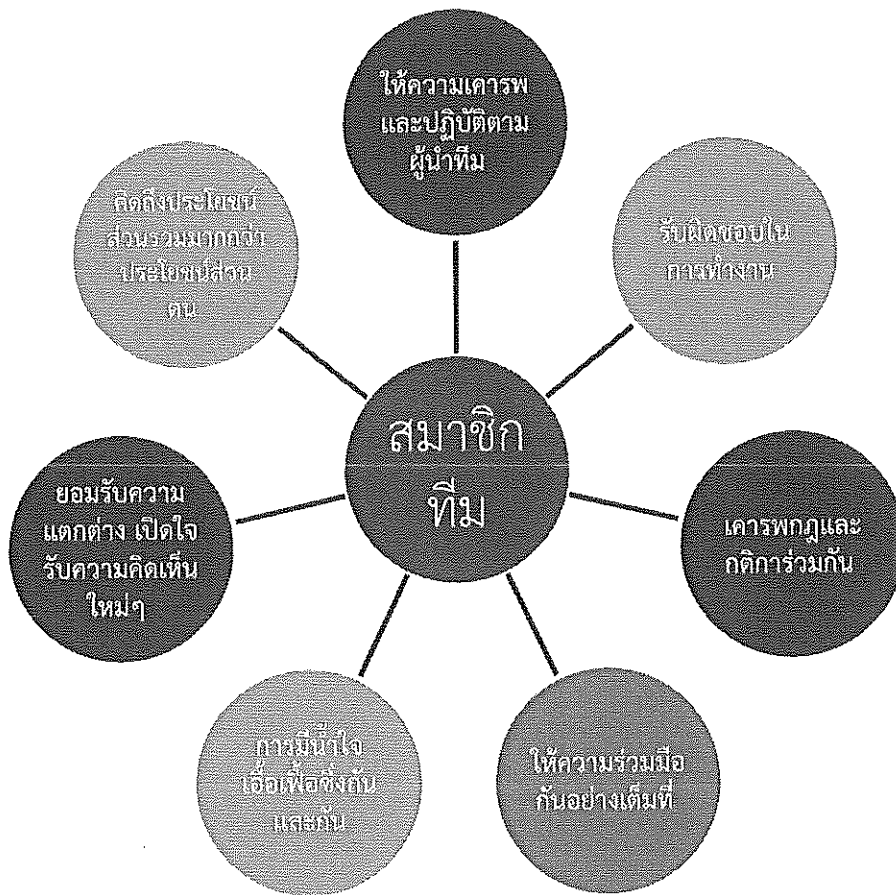 ให้ความเคารพ
และปฏิบัติตาม
ผู้นำทีม
รับผิดชอบใน
การทำงาน
เคารพกฎและ
กติการ่วมกัน
ให้ความร่วมมือ
กันอย่างเต็มที่
การมีน้ำใจ
เอื้อเฟื้อซึ่งกัน
และกัน
ยอมรับความ
แตกต่าง เปิดใจ
รับความคิดเห็น
ใหม่ๆ
คิดถึงประโยชน์
ส่วนรวมมากกว่า
ประโยชน์ส่วน
ตน
สมาชิก
ทีม